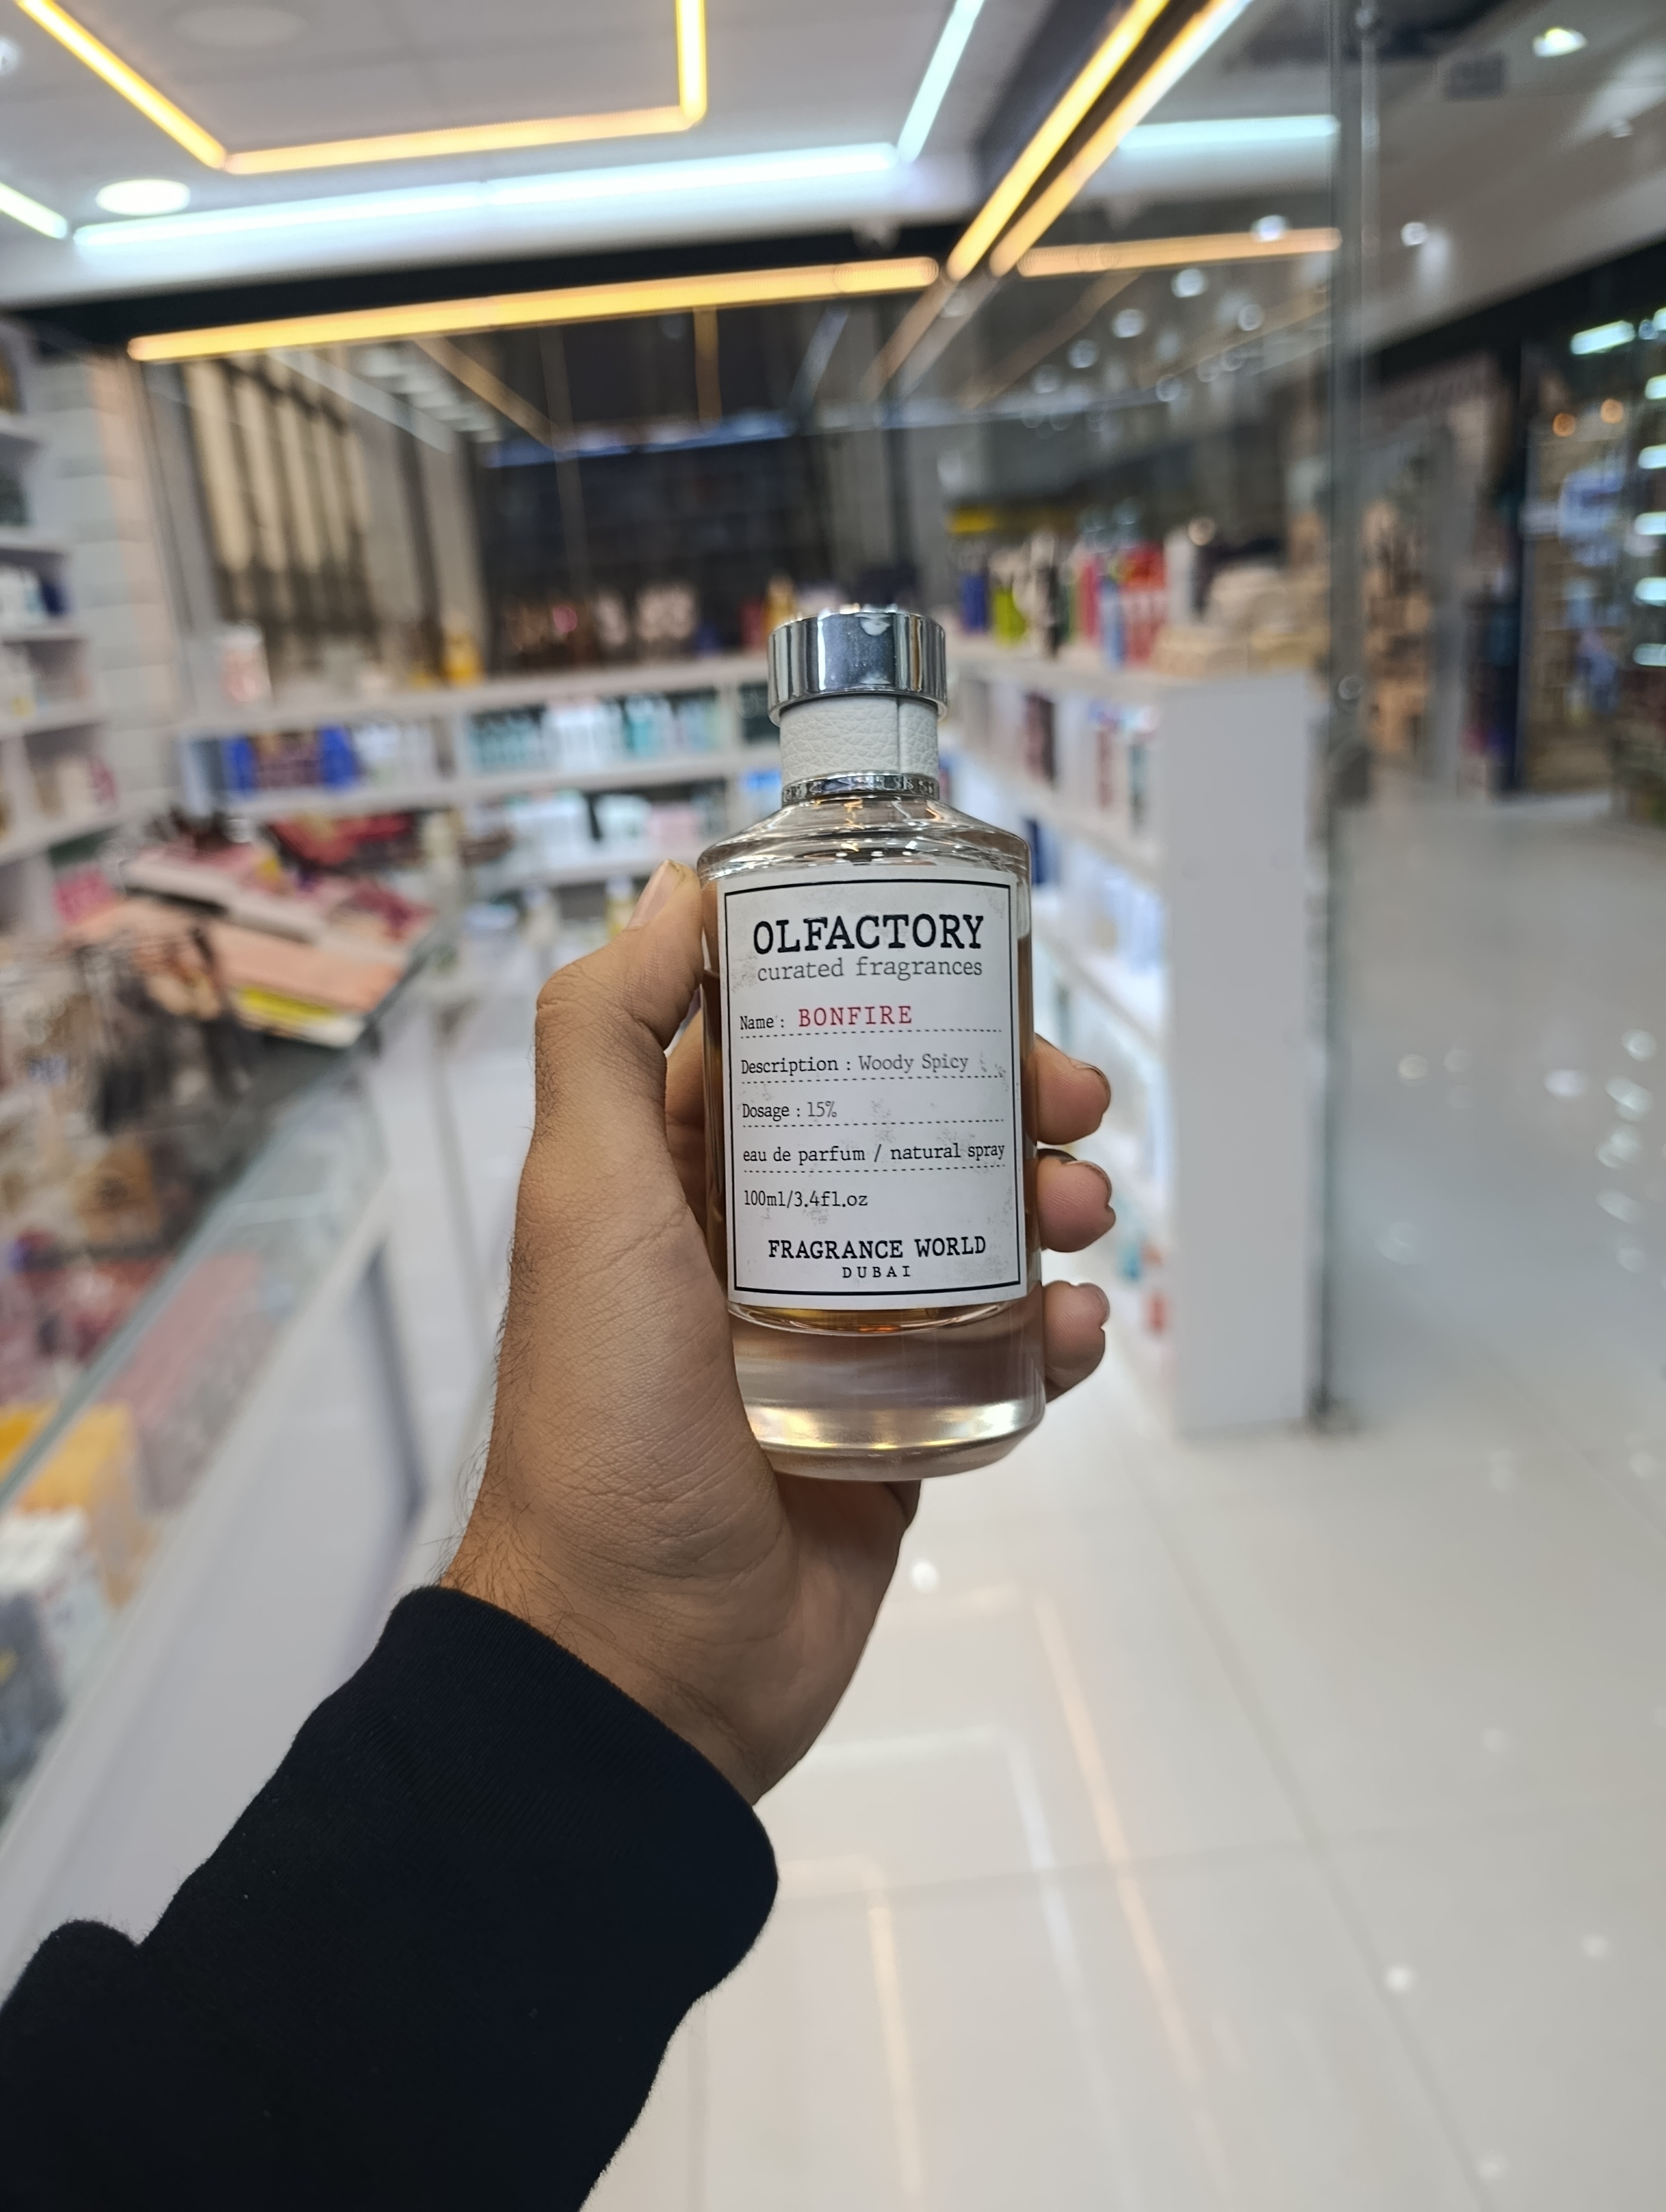 OLFACTORY
curated fragrances
Name : BONFIRE
Description : Woody Spicy
Dosage : 15%
eau de parfum / natural spray
100ml/3.4fl.oz
FRAGRANCE WORLD
DUBAI